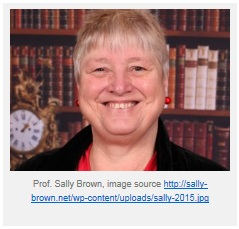 Prof. Sally Brown, image source http://sally-
brown.net/wp-content/uploads/sally-2015.jpg